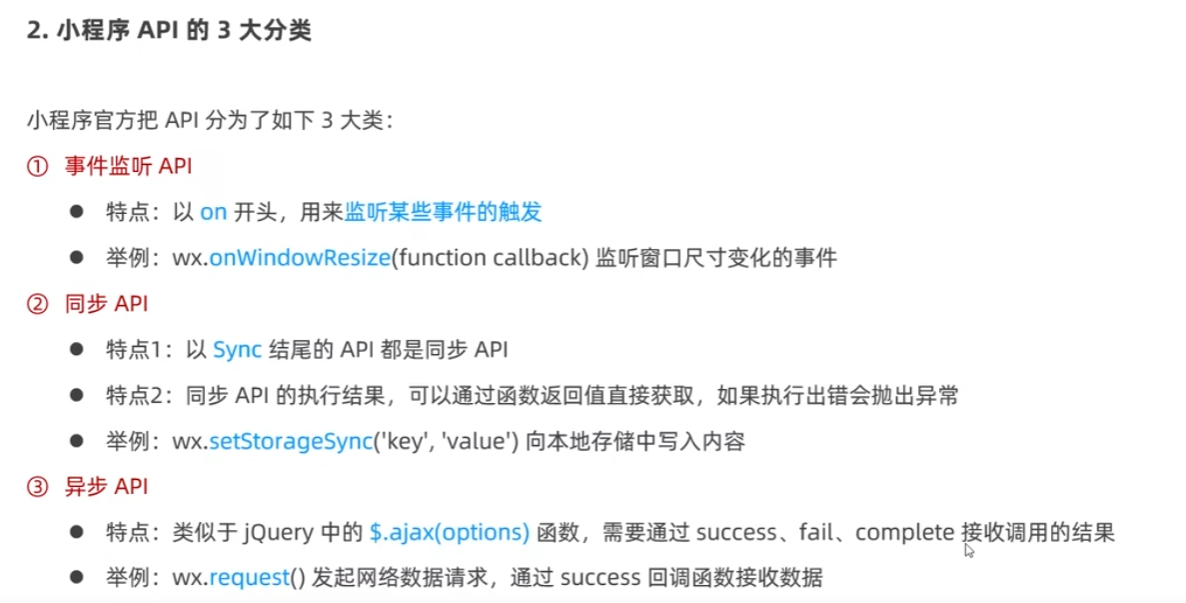 2. 小程序 API 的 3 大分类
小程序官方把 API 分为了如下 3 大类：
① 事件监听 API
● 特点：以 on 开头，用来监听某些事件的触发
● 举例：wx.onWindowResize(function callback) 监听窗口尺寸变化的事件
② 同步 API
● 特点1：以 Sync 结尾的 API 都是同步 API
● 特点2：同步 API 的执行结果，可以通过函数返回值直接获取，如果执行出错会抛出异常
● 举例：wx.setStorageSync('key', 'value') 向本地存储中写入内容
③ 异步 API
● 特点：类似于 jQuery 中的 $.ajax(options) 函数，需要通过 success、fail、complete 接收调用的结果
● 举例：wx.request() 发起网络数据请求，通过 success 回调函数接收数据